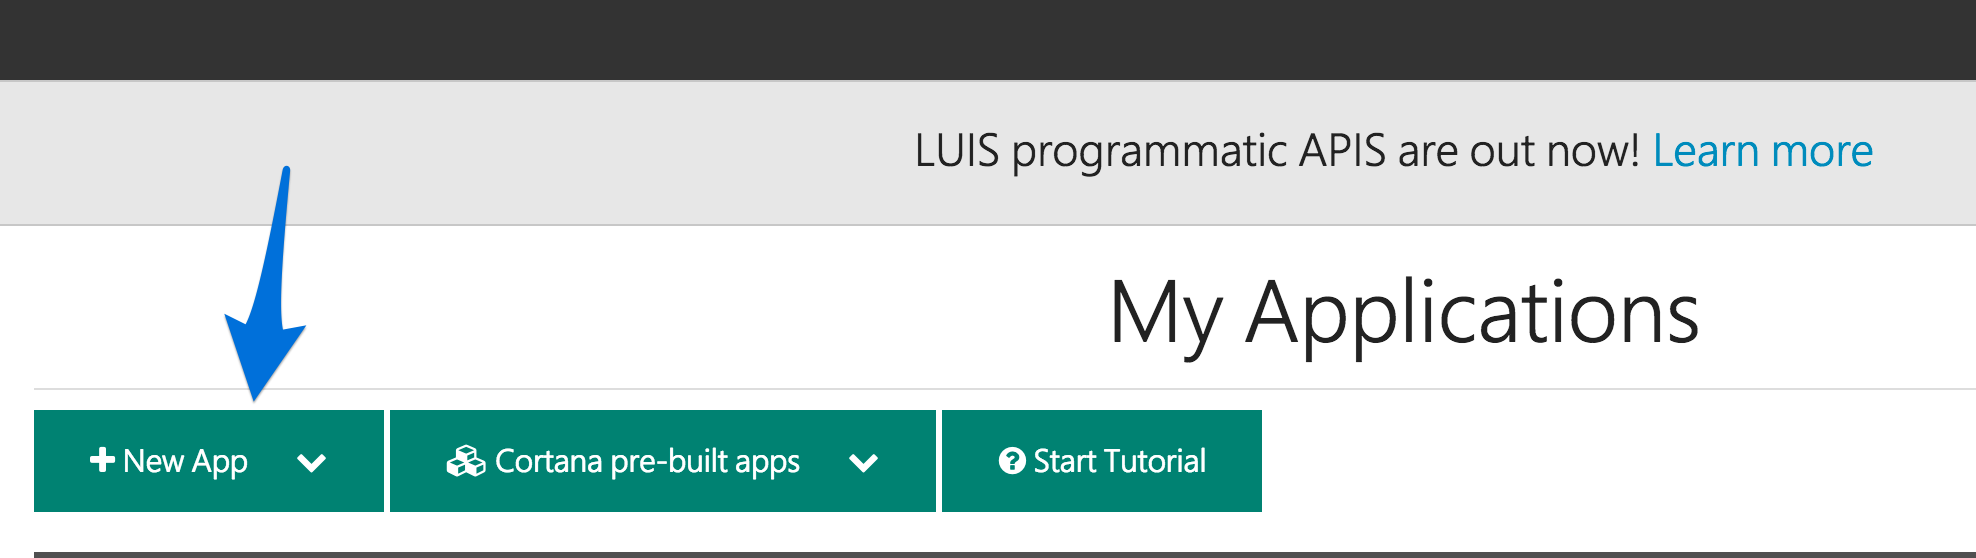 LUIS programmatic APIS are out now! Learn more
My Applications
New App
Cortana pre-built apps
Start Tutorial